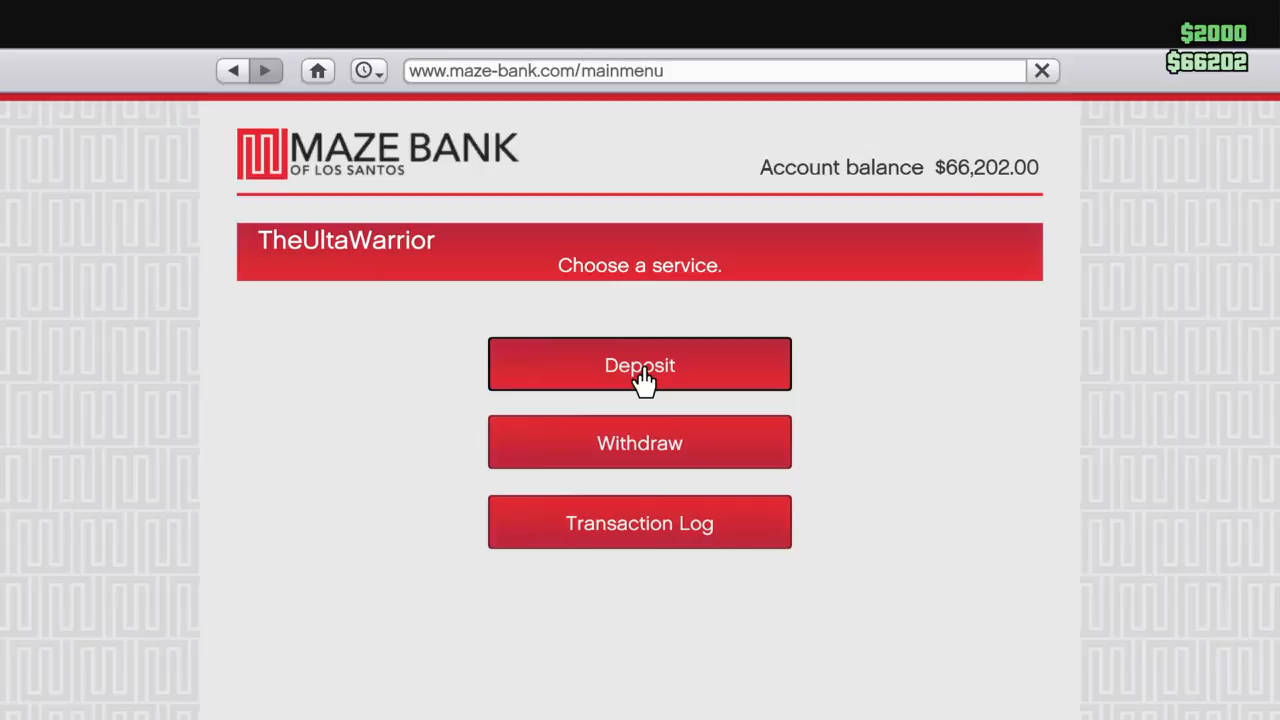 $2000
$66202
www.maze-bank.com/mainmenu
MAZE BANK
OF LOS SANTOS
Account balance $66,202.00
TheUltaWarrior
Choose a service.
Deposit
Withdraw
Transaction Log